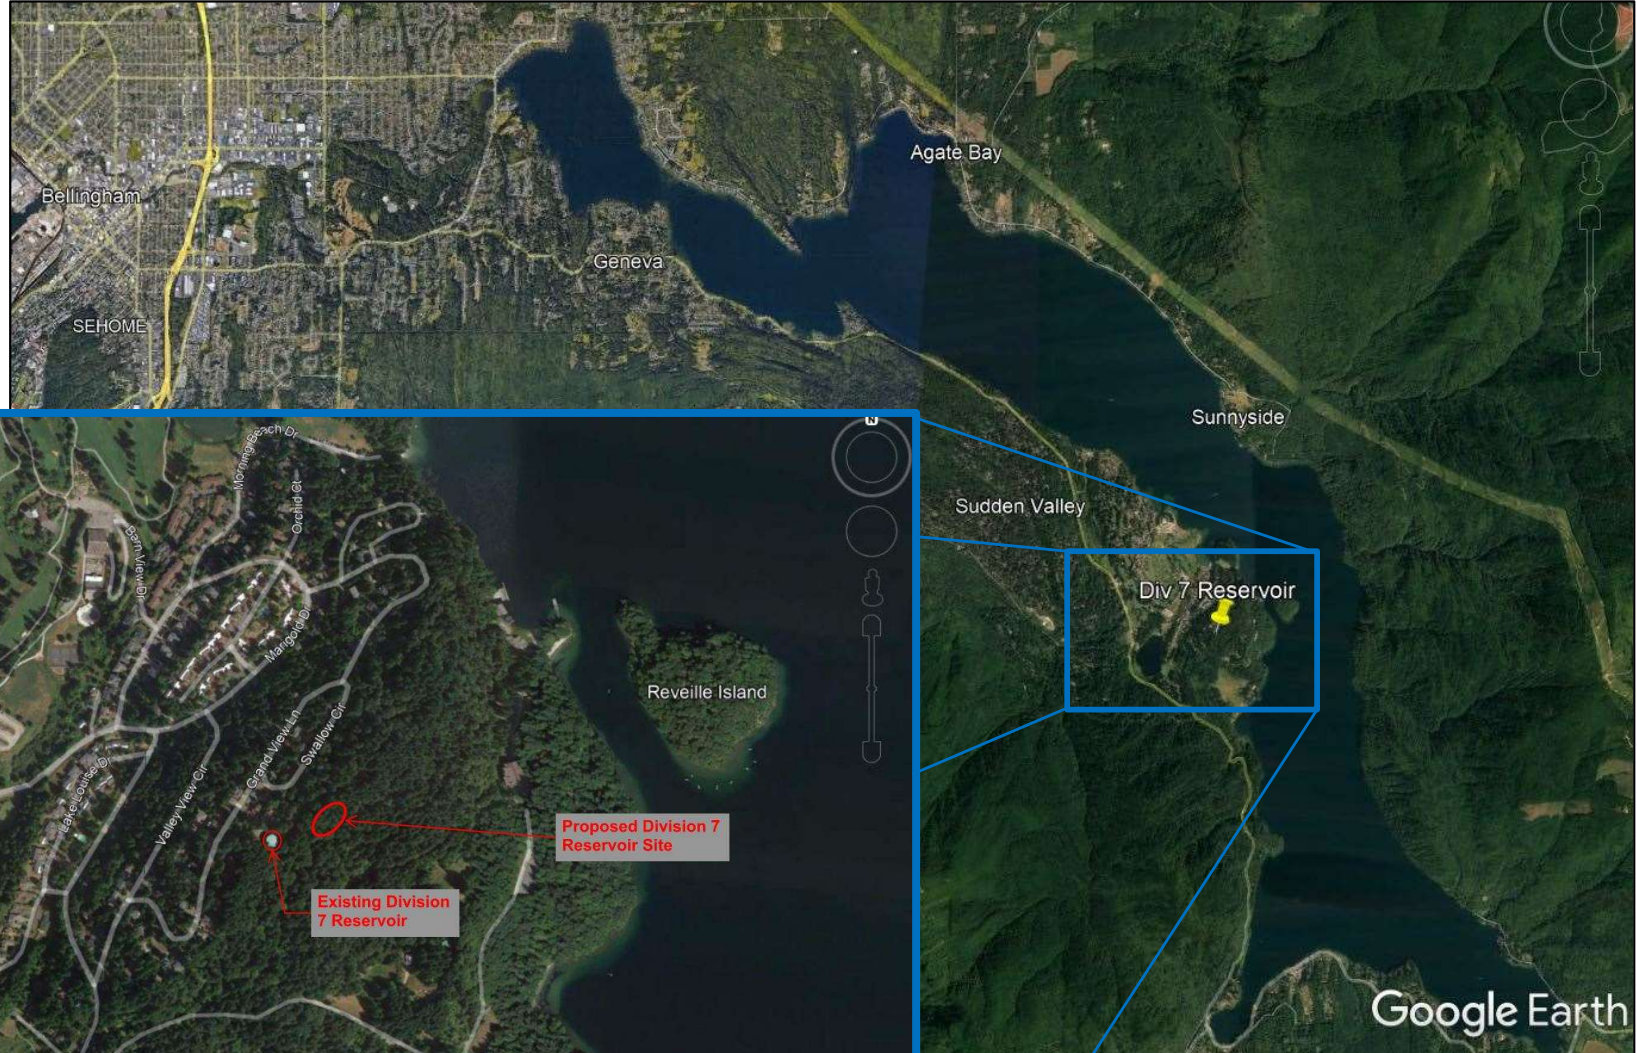 Agate Bay
Bellingham
Geneva
SEHOME
Sunnyside
Sudden Valley
Div 7 Reservoir
N
Morning Beach Dr
Orchid Ct
Barn View Dr
Marigold Dr
Reveille Island
Grand View Ln
Swallow Cir
Lake Louise Dr
Valley View Cir
Proposed Division 7
Reservoir Site
Existing Division
7 Reservoir
Google Earth